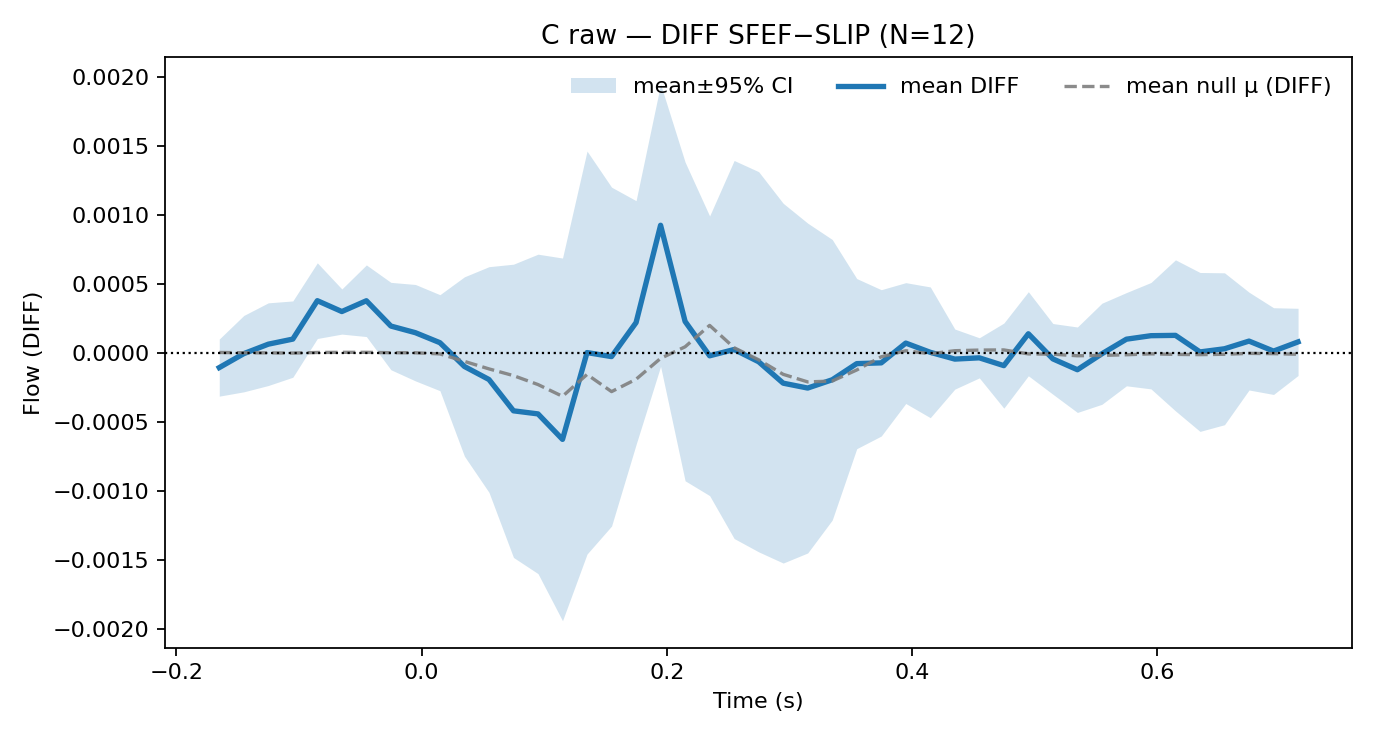 C raw — DIFF SFEF−SLIP (N=12)
mean±95% CI
mean DIFF
mean null μ (DIFF)
Flow (DIFF)
0.0020
0.0015
0.0010
0.0005
0.0000
−0.0005
−0.0010
−0.0015
−0.0020
−0.2
0.0
0.2
0.4
0.6
Time (s)